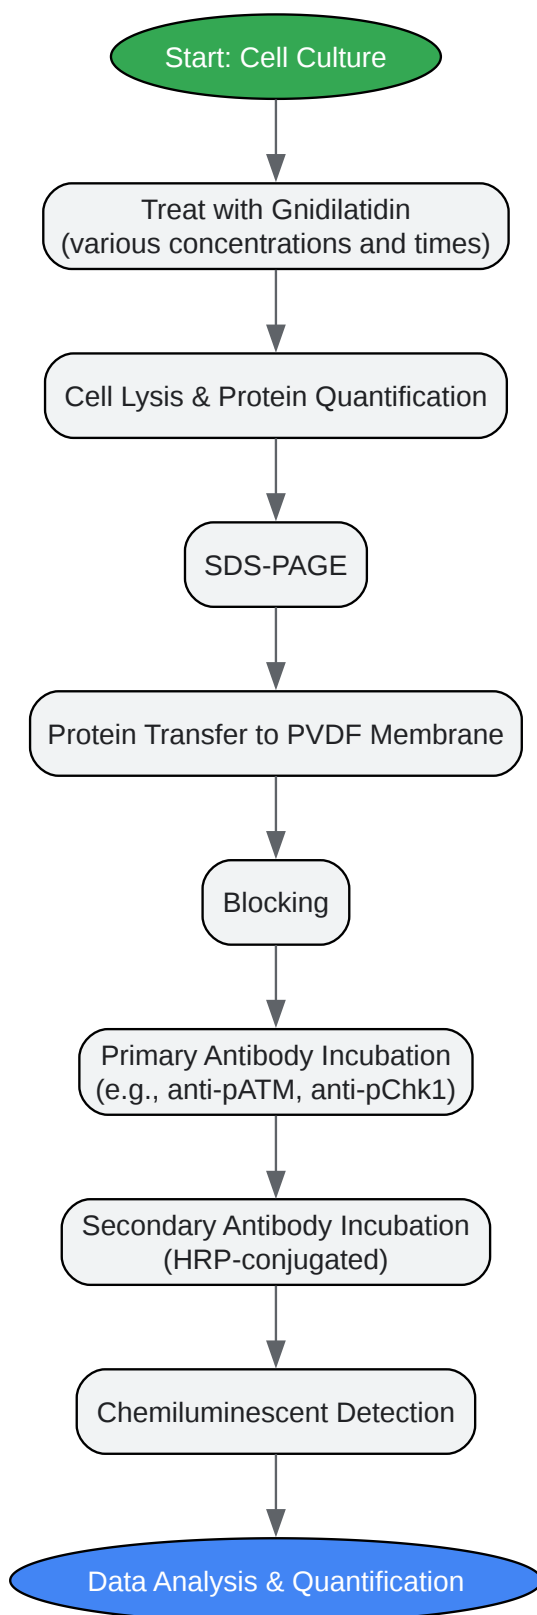 Start: Cell Culture
Treat with Gnidilatidin
(various concentrations and times)
Cell Lysis & Protein Quantification
SDS-PAGE
Protein Transfer to PVDF Membrane
Blocking
Primary Antibody Incubation
(e.g., anti-pATM, anti-pChk1)
Secondary Antibody Incubation
(HRP-conjugated)
Chemiluminescent Detection
Data Analysis & Quantification